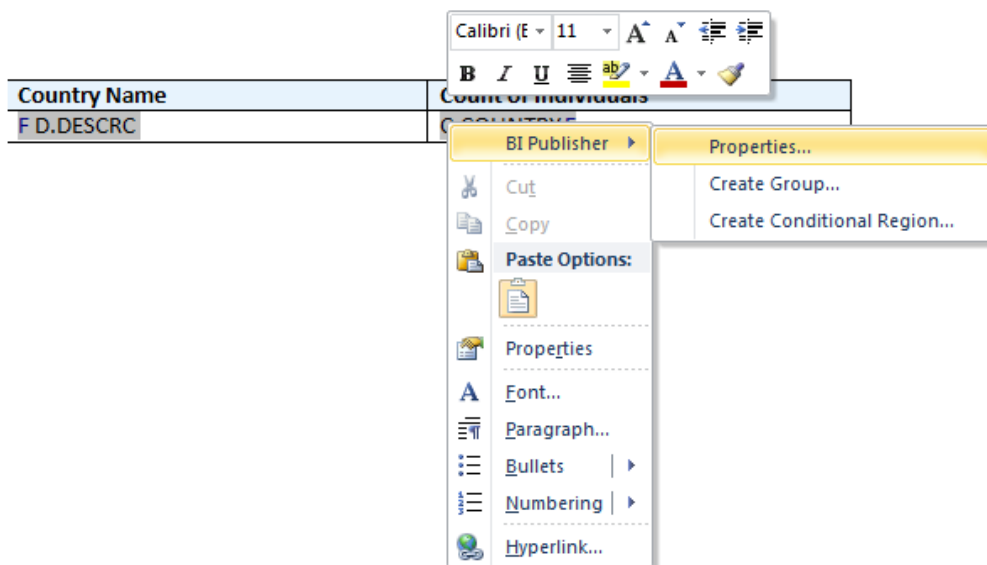 Calibri (E 11 A A
B I U ab A
Country Name Count of Individuals
F D.DESCRC C.COUNTRY E
BI Publisher Properties...
Cut Create Group...
Copy Create Conditional Region...
Paste Options:
Properties
Font...
Paragraph...
Bullets
Numbering
Hyperlink...